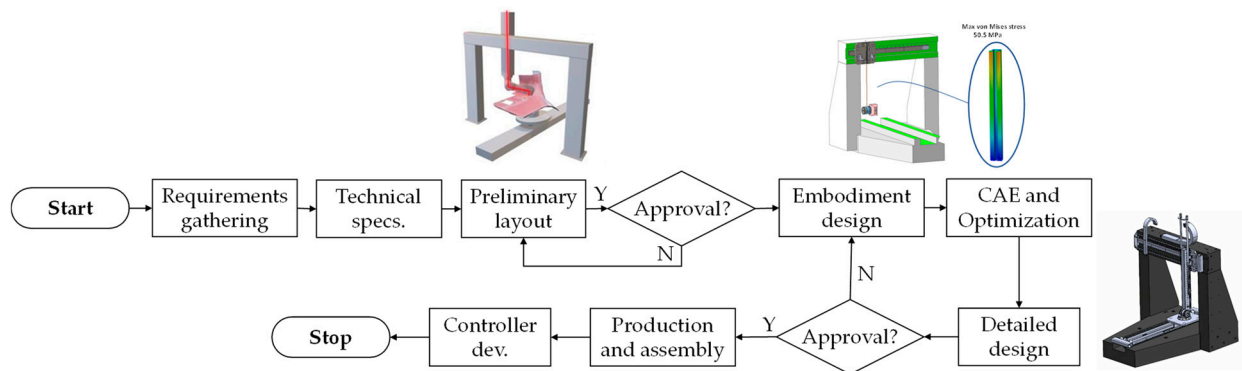 Max von Mises stress
50.5 MPa
Start
Requirements
gathering
Technical
specs.
Preliminary
layout
Y
Approval?
N
Embodiment
design
CAE and
Optimization
N
Stop
Controller
dev.
Production
and assembly
Y
Approval?
Detailed
design